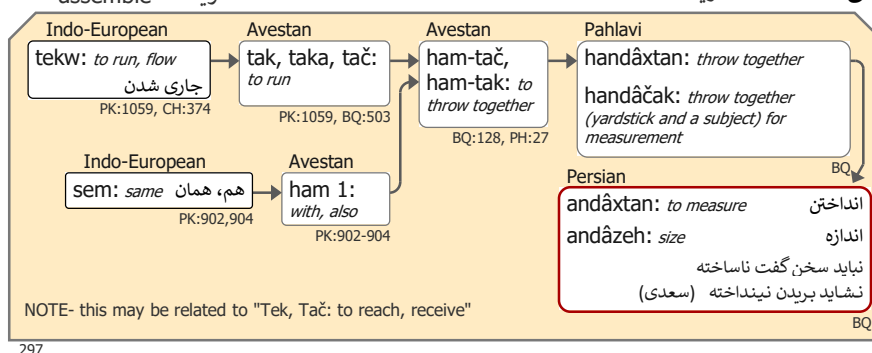 Indo-European
tekw: to run, flow
جاری شدن
PK:1059, CH:374
Avestan
tak, taka, tač:
to run
PK:1059, BQ:503
Avestan
ham-tač,
ham-tak: to
throw together
BQ:128, PH:27
Pahlavi
handâxtan: throw together
handâčak: throw together
(yardstick and a subject) for
measurement
BQ
Indo-European
sem: same هم، همان
PK:902,904
Avestan
ham 1:
with, also
PK:902-904
Persian
andâxtan: to measure انداختن
andâzeh: size اندازه
نباید سخن گفت ناساخته
نشاید بریدن نینداخته (سعدی)
BQ
NOTE- this may be related to "Tek, Tač: to reach, receive"
297